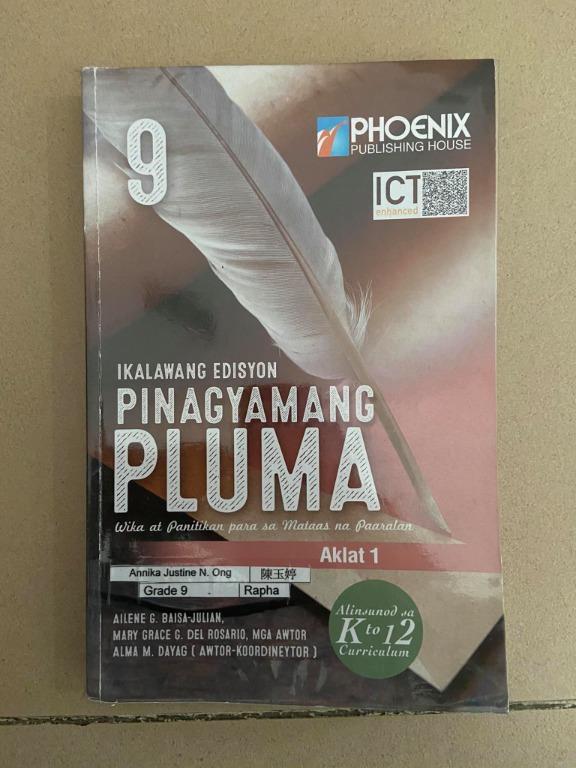 9
PHOENIX
PUBLISHING HOUSE
ICT
enhanced
IKALAWANG EDISYON
PINAGYAMANG
PLUMA
Wika at Panitikan para sa Mataas na Paaralan
Aklat 1
Annika Justine N. Ong 陳玉婷
Grade 9 Rapha
AILENE G. BAISA-JULIAN,
MARY GRACE G. DEL ROSARIO, MGA AWTOR
ALMA M. DAYAG ( AWTOR-KOORDINEYTOR )
Alinsunod sa
K to 12
Curriculum